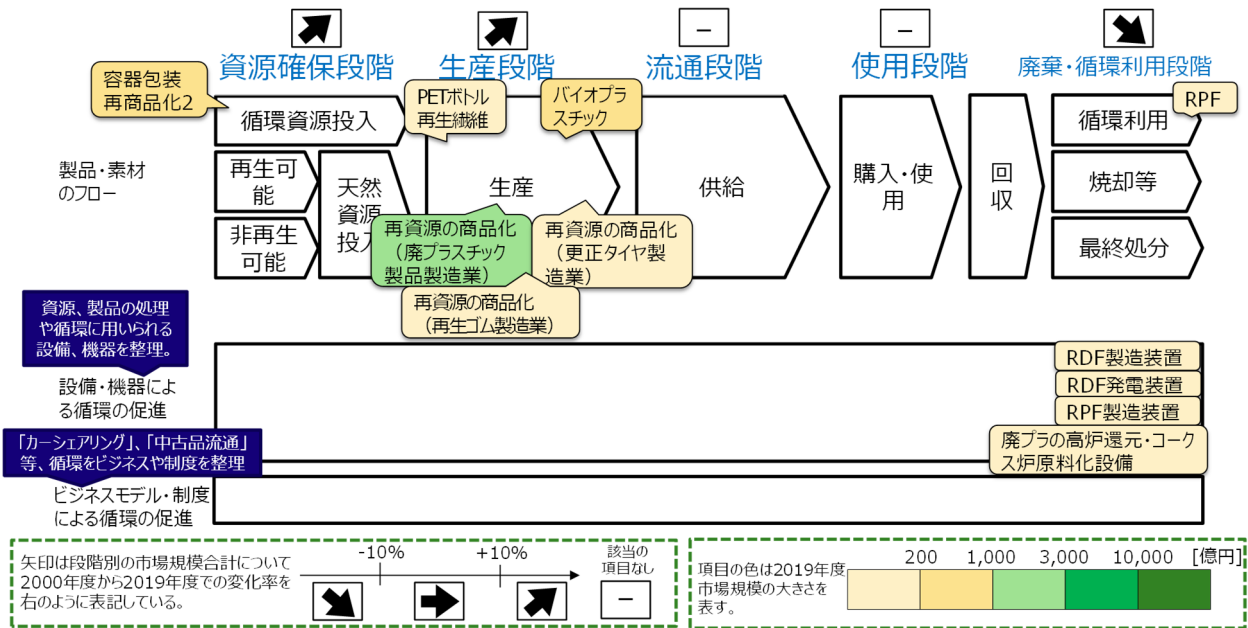 －
－
資源確保段階
生産段階
流通段階
使用段階
廃棄・循環利用段階
容器包装
再商品化2
PETボトル
再生繊維
バイオプラ
スチック
RPF
循環資源投入
循環利用
製品・素材
のフロー
再生可
能
天然
資源
投入
生産
供給
購入・使
用
回
収
焼却等
非再生
可能
最終処分
再資源の商品化
（廃プラスチック
製品製造業）
再資源の商品化
（更正タイヤ製
造業）
再資源の商品化
（再生ゴム製造業）
資源、製品の処理
や循環に用いられる
設備、機器を整理。
設備・機器によ
る循環の促進
RDF製造装置
RDF発電装置
RPF製造装置
廃プラの高炉還元・コーク
ス炉原料化設備
「カーシェアリング」、「中古品流通」
等、循環をビジネスや制度を整理
ビジネスモデル・制度
による循環の促進
矢印は段階別の市場規模合計について
2000年度から2019年度での変化率を
右のように表記している。
-10%
+10%
該当の
項目なし
－
項目の色は2019年度
市場規模の大きさを
表す。
200
1,000
3,000
10,000
[億円]